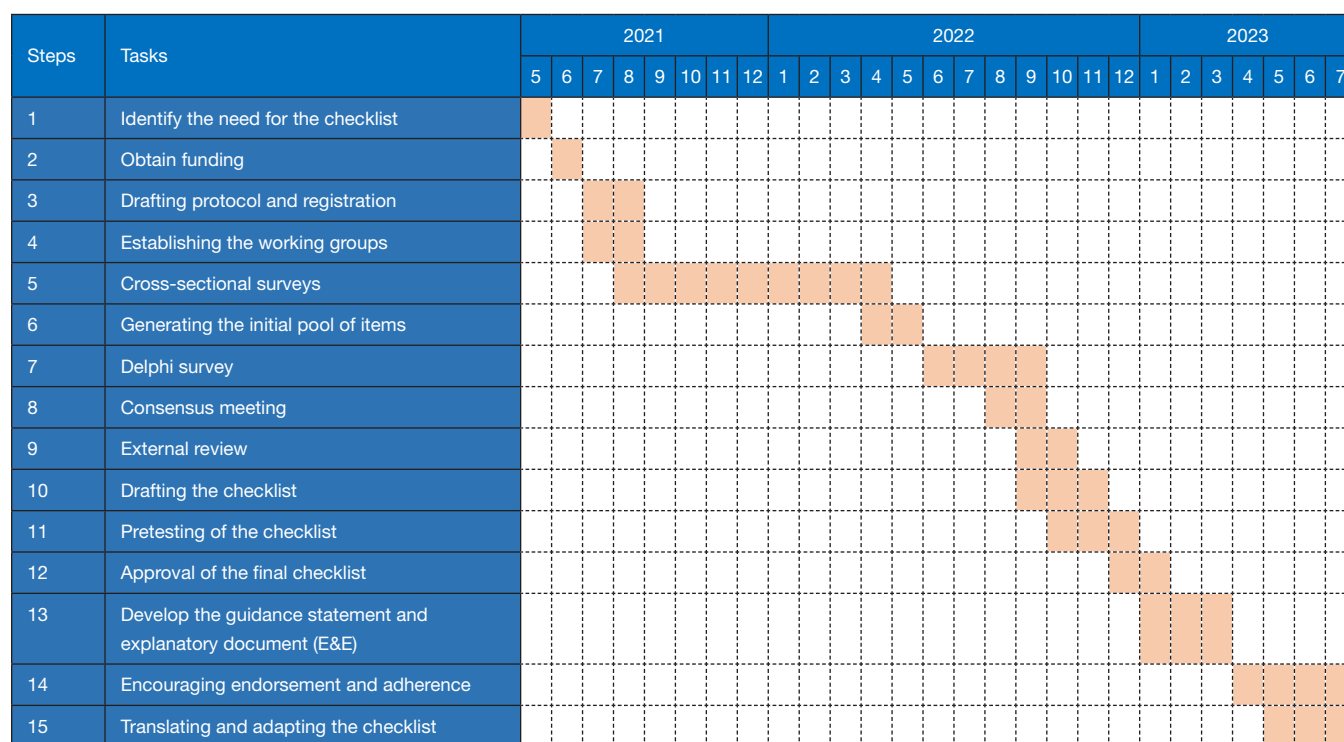 Steps Tasks 2021 2022 2023
5 6 7 8 9 10 11 12 1 2 3 4 5 6 7 8 9 10 11 12 1 2 3 4 5 6 7
1 Identify the need for the checklist
2 Obtain funding
3 Drafting protocol and registration
4 Establishing the working groups
5 Cross-sectional surveys
6 Generating the initial pool of items
7 Delphi survey
8 Consensus meeting
9 External review
10 Drafting the checklist
11 Pretesting of the checklist
12 Approval of the final checklist
13 Develop the guidance statement and
explanatory document (E&E)
14 Encouraging endorsement and adherence
15 Translating and adapting the checklist